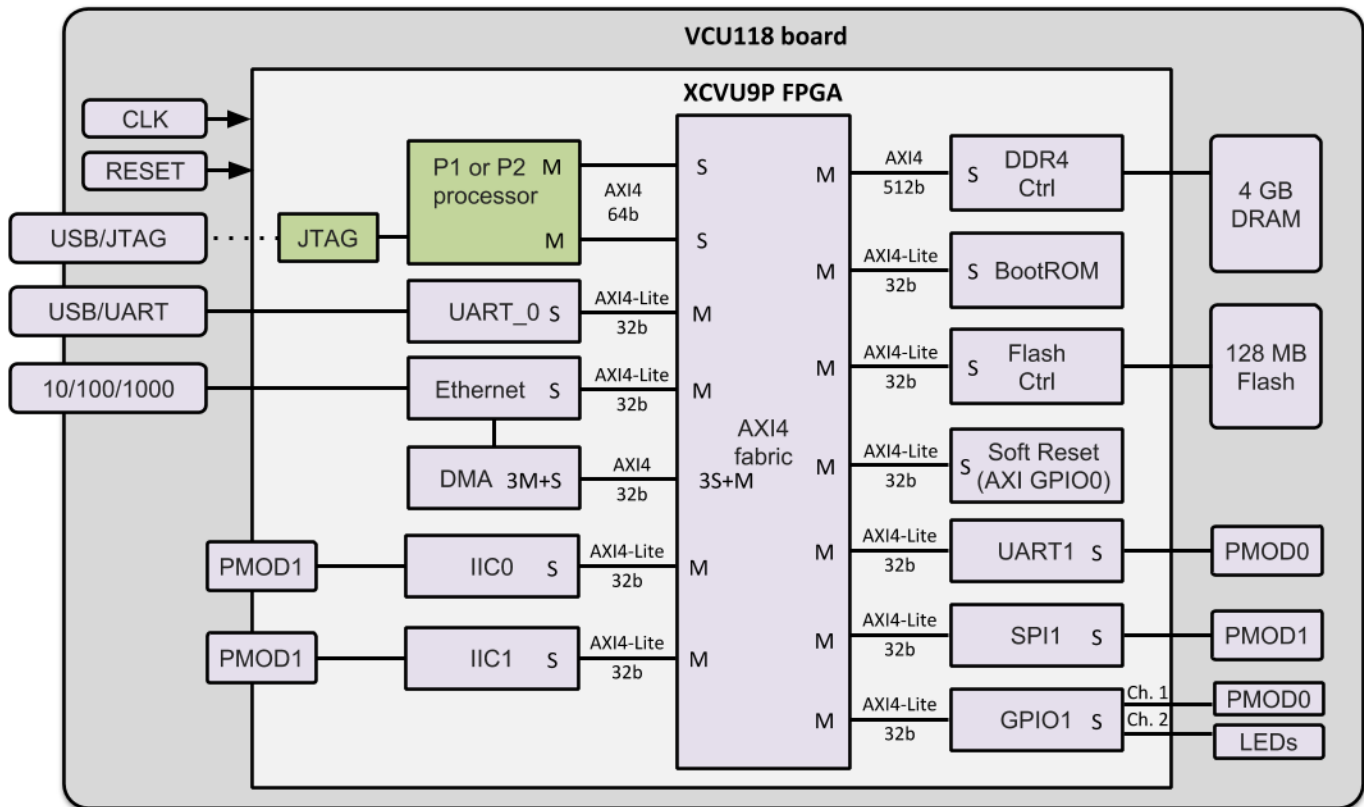 VCU118 board
XCVU9P FPGA
CLK
RESET
USB/JTAG
JTAG
P1 or P2 M
processor
M
AXI4
64b
S
S
USB/UART
UART_0 S
AXI4-Lite
32b
M
10/100/1000
Ethernet S
AXI4-Lite
32b
M
DMA 3M+S
AXI4
32b
3S+M
PMOD1
IIC0 S
AXI4-Lite
32b
M
PMOD1
IIC1 S
AXI4-Lite
32b
M
AXI4
fabric
M
AXI4
512b
S DDR4
Ctrl
4 GB
DRAM
M
AXI4-Lite
32b
S BootROM
M
AXI4-Lite
32b
S Flash
Ctrl
128 MB
Flash
M
AXI4-Lite
32b
S Soft Reset
(AXI GPIO0)
M
AXI4-Lite
32b
UART1 S
PMOD0
M
AXI4-Lite
32b
SPI1 S
PMOD1
M
AXI4-Lite
32b
GPIO1 S
Ch. 1
PMOD0
Ch. 2
LEDs